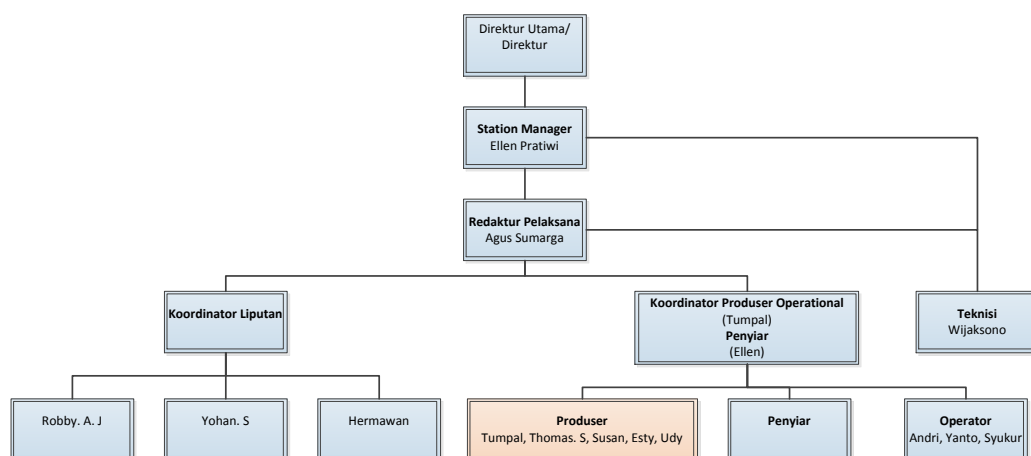 Direktur Utama/
Direktur
Station Manager
Ellen Pratiwi
Redaktur Pelaksana
Agus Sumarga
Koordinator Liputan
Koordinator Produser Operational
(Tumpal)
Penyiar
(Ellen)
Teknisi
Wijaksono
Robby. A. J
Yohan. S
Hermawan
Produser
Tumpal, Thomas. S, Susan, Esty, Udy
Penyiar
Operator
Andri, Yanto, Syukur